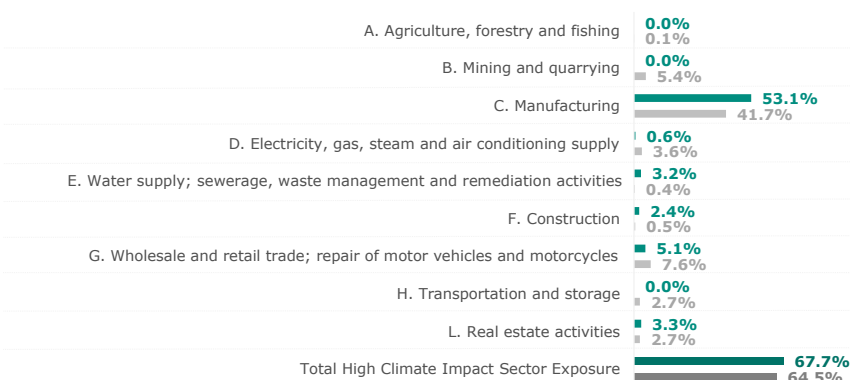 A. Agriculture, forestry and fishing 0.0%
0.1%
B. Mining and quarrying 0.0%
5.4%
C. Manufacturing 53.1%
41.7%
D. Electricity, gas, steam and air conditioning supply 0.6%
3.6%
E. Water supply; sewerage, waste management and remediation activities 3.2%
0.4%
F. Construction 2.4%
0.5%
G. Wholesale and retail trade; repair of motor vehicles and motorcycles 5.1%
7.6%
H. Transportation and storage 0.0%
2.7%
L. Real estate activities 3.3%
2.7%
Total High Climate Impact Sector Exposure 67.7%
64.5%